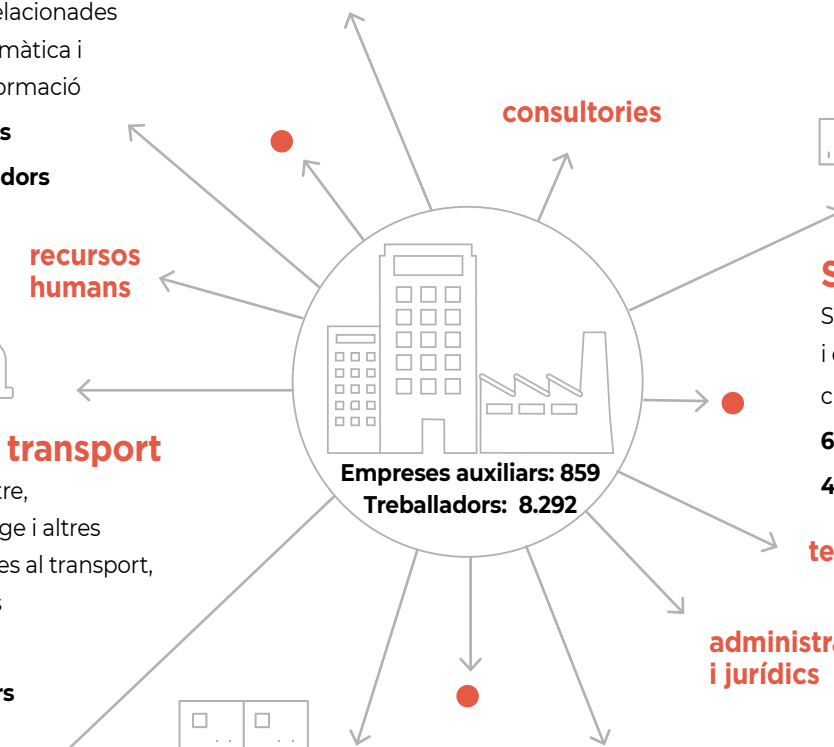 elacionades
màtica i
ormació
s
dors
consultories
recursos
humans
transport
tre,
ge i altres
es al transport,
s
rs
Empreses auxiliars: 859
Treballadors: 8.292
S
S
i
c
6
4
te
administra
i jurídics